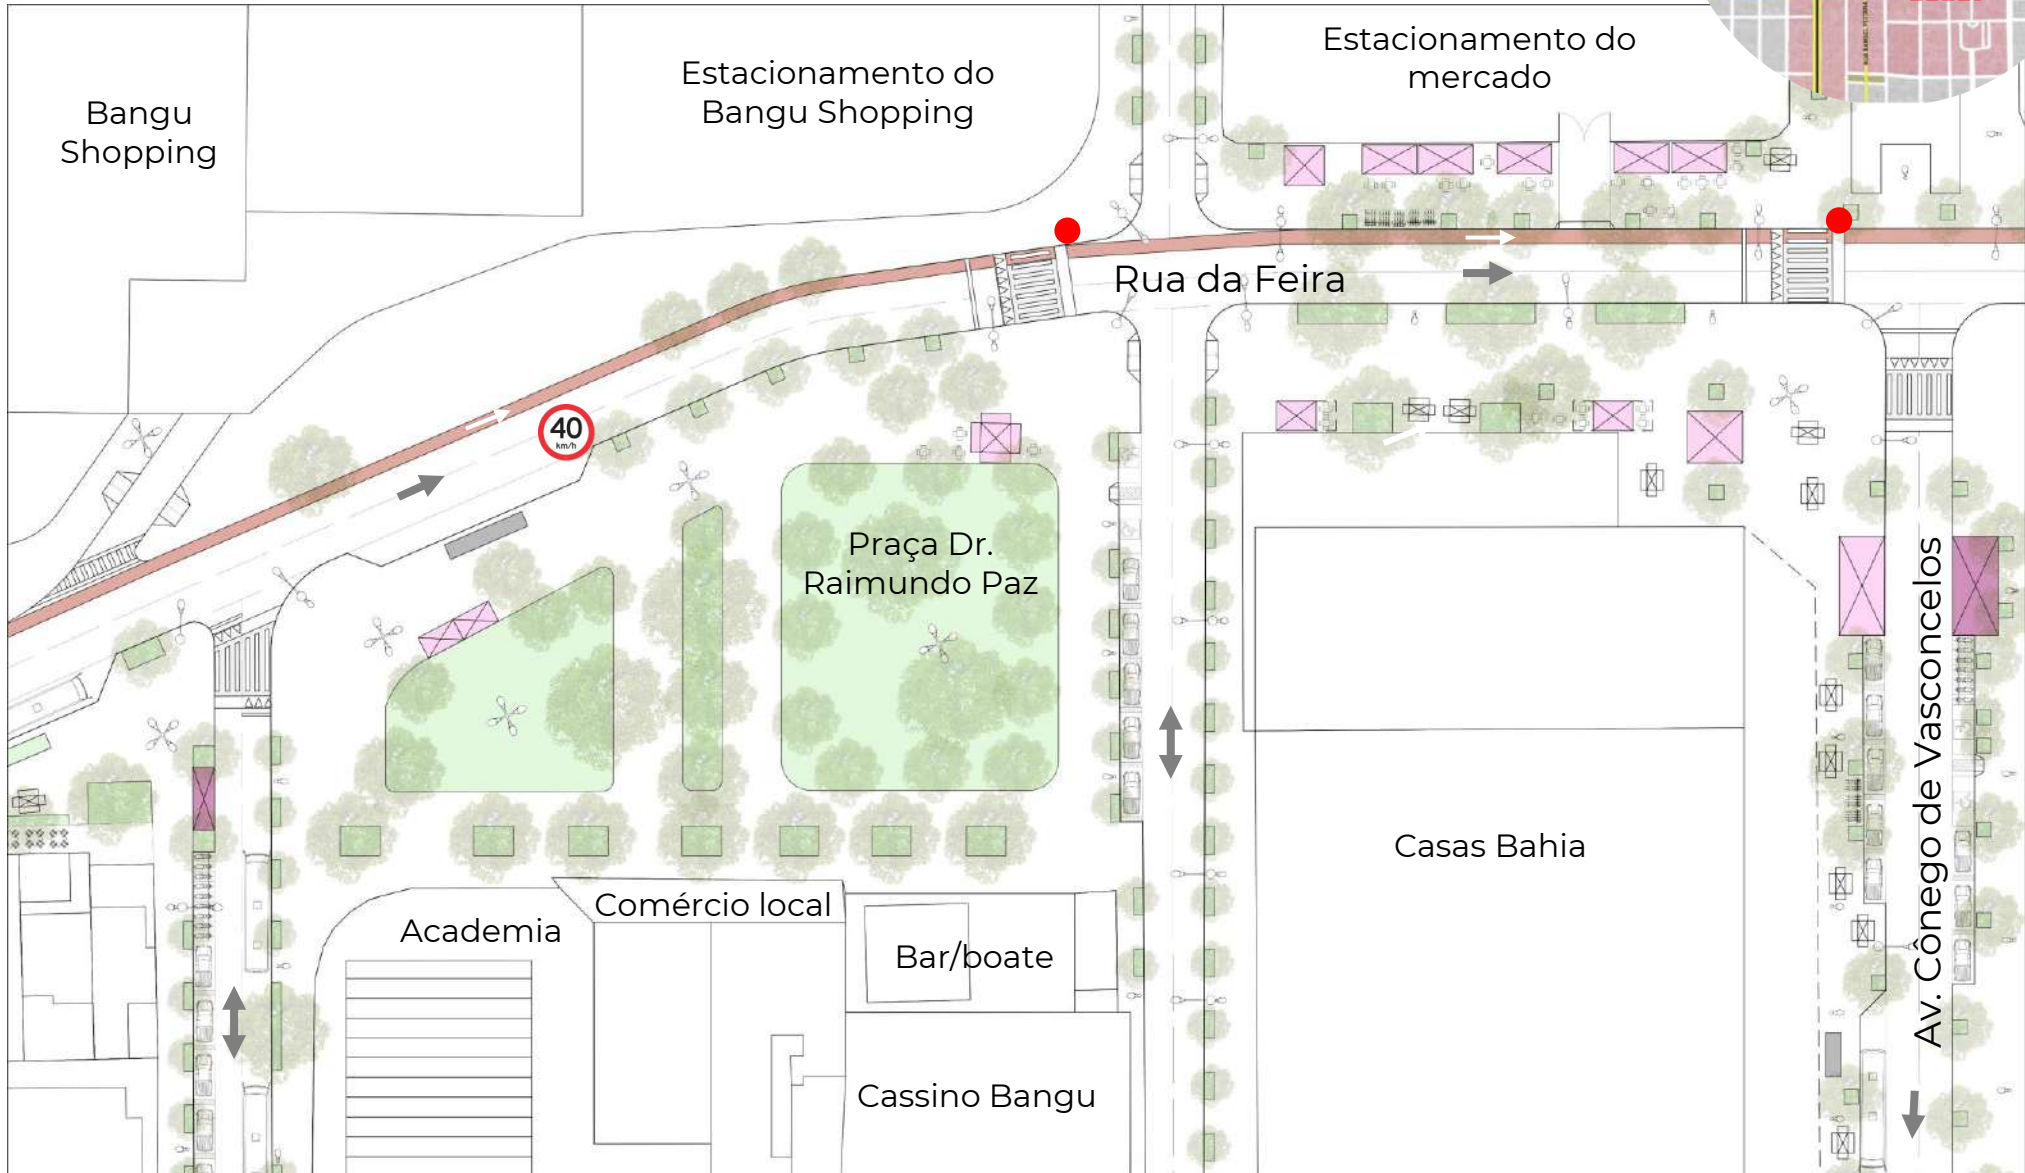 Bangu
Shopping
Estacionamento do
Bangu Shopping
Estacionamento do
mercado
Rua da Feira
40
km/h
Praça Dr.
Raimundo Paz
Casas Bahia
Av. Cônego de Vasconcelos
Academia
Comércio local
Bar/boate
Cassino Bangu